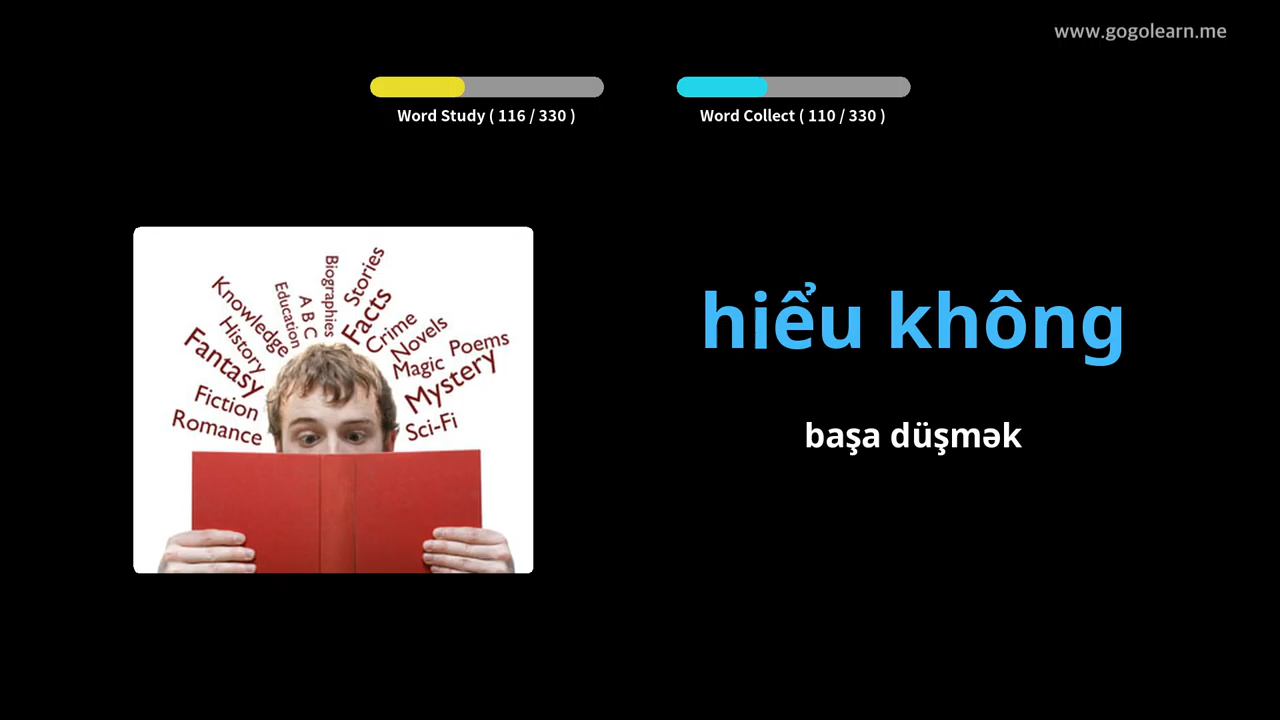 www.gogolearn.me
Word Study ( 116 / 330 )
Word Collect ( 110 / 330 )
Biographies
Stories
Knowledge
Education
A B C
Facts
History
Crime
Novels
Fantasy
Magic
Poems
Fiction
Mystery
Romance
Sci-Fi
hiểu không
başa düşmək